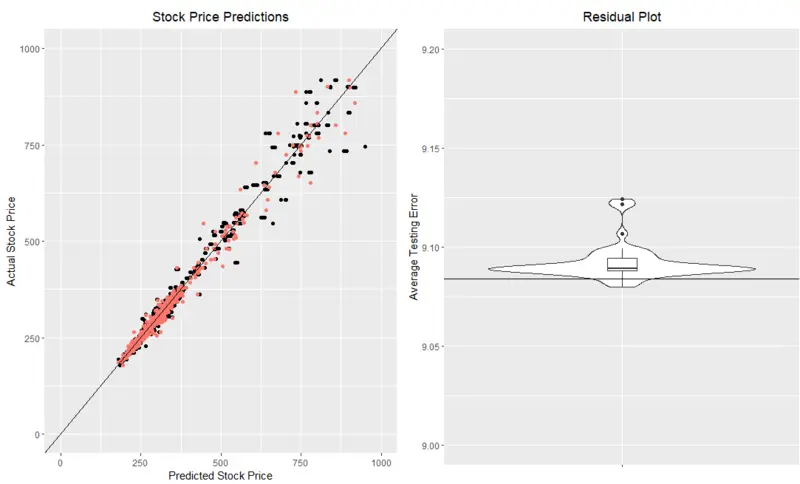 Stock Price Predictions
1000
750
500
250
0
Actual Stock Price
0 250 500 750 1000
Predicted Stock Price
Residual Plot
9.20
9.15
9.10
9.05
9.00
Average Testing Error